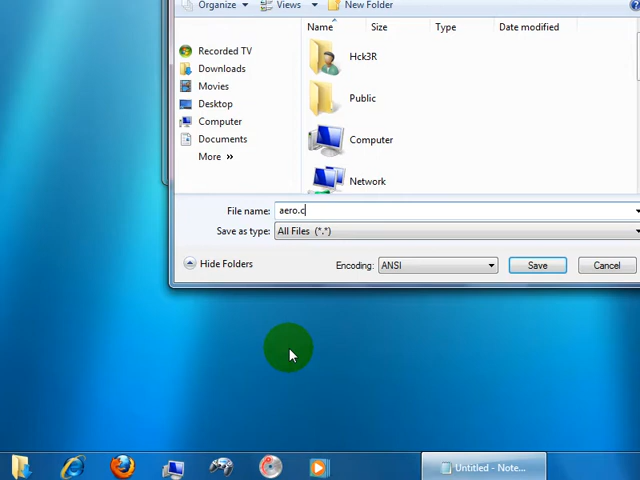 Organize Views New Folder
Name Size Type Date modified
Recorded TV
Downloads
Movies
Desktop
Computer
Documents
More »
Hck3R
Public
Computer
Network
File name: aero.c
Save as type: All Files (*.*)
Hide Folders Encoding: ANSI Save Cancel
Untitled - Note...